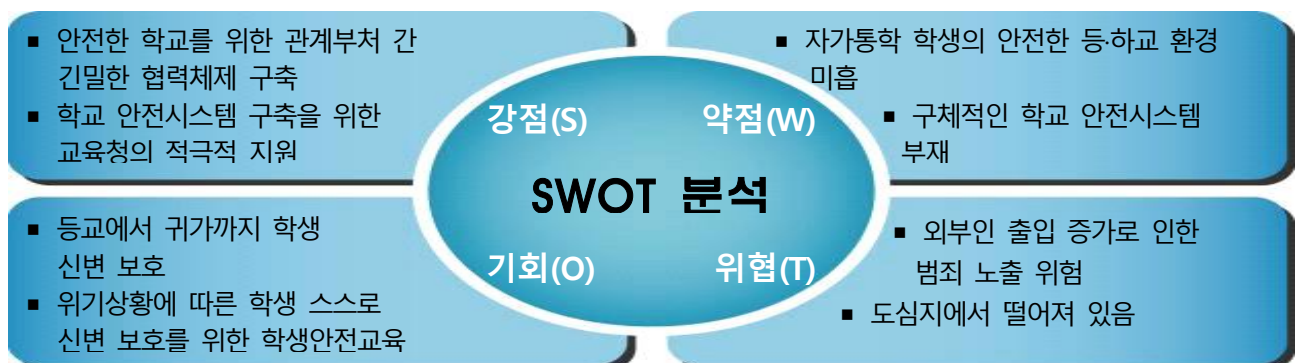 ▪ 안전한 학교를 위한 관계부처 간
긴밀한 협력체제 구축
▪ 학교 안전시스템 구축을 위한
교육청의 적극적 지원
▪ 자가통학 학생의 안전한 등·하교 환경
미흡
▪ 구체적인 학교 안전시스템
부재
강점(S)
약점(W)
SWOT 분석
기회(O)
위협(T)
▪ 등교에서 귀가까지 학생
신변 보호
▪ 위기상황에 따른 학생 스스로
신변 보호를 위한 학생안전교육
▪ 외부인 출입 증가로 인한
범죄 노출 위험
▪ 도심지에서 떨어져 있음